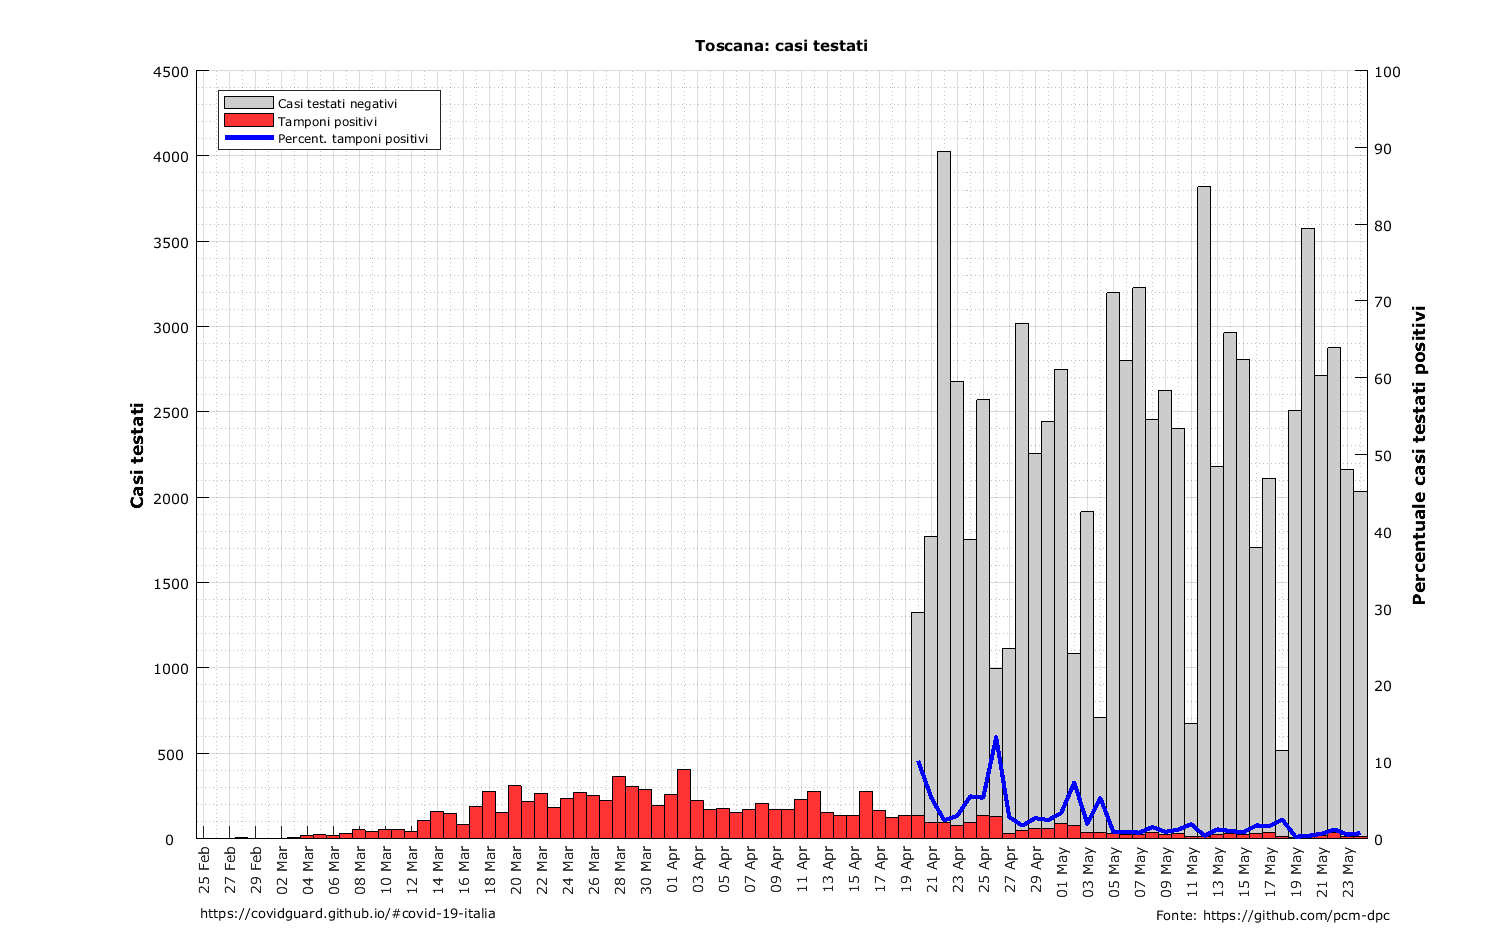 Toscana: casi testati
Casi testati negativi
Tamponi positivi
Percent. tamponi positivi
Casi testati
4500
4000
3500
3000
2500
2000
1500
1000
500
0
100
90
80
70
60
50
40
30
20
10
0
Percentuale casi testati positivi
25 Feb
27 Feb
29 Feb
02 Mar
04 Mar
06 Mar
08 Mar
10 Mar
12 Mar
14 Mar
16 Mar
18 Mar
20 Mar
22 Mar
24 Mar
26 Mar
28 Mar
30 Mar
01 Apr
03 Apr
05 Apr
07 Apr
09 Apr
11 Apr
13 Apr
15 Apr
17 Apr
19 Apr
21 Apr
23 Apr
25 Apr
27 Apr
29 Apr
01 May
03 May
05 May
07 May
09 May
11 May
13 May
15 May
17 May
19 May
21 May
23 May
https://covidguard.github.io/#covid-19-italia
Fonte: https://github.com/pcm-dpc